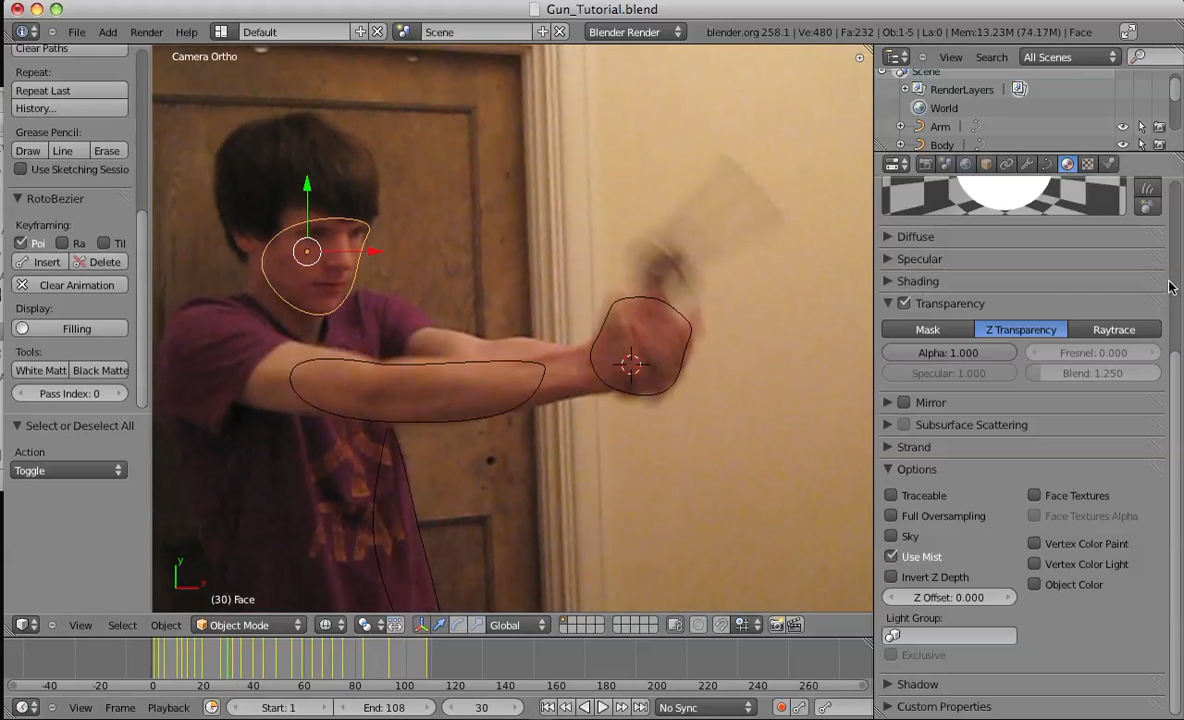 Gun_Tutorial.blend
File Add Render Help Default Scene Blender Render blender.org 258.1 | Ve:480 | Fa:232 | Ob:1-5 | La:0 | Mem:13.23M (74.17M) | Face
Clear Paths
Repeat:
Repeat Last
History...
Grease Pencil:
Draw Line Erase
Use Sketching Sessio
RotoBezier
Keyframing:
Poi Ra Til
Insert Delete
Clear Animation
Display:
Filling
Tools:
White Matt Black Matte
Pass Index: 0
Select or Deselect All
Action
Toggle
Camera Ortho
(30) Face
y
x
View Select Object Object Mode Global
-40 -20 0 20 40 60 80 100 120 140 160 180 200 220 240 260
View Frame Playback Start: 1 End: 108 30 No Sync
View Search All Scenes
Scene
RenderLayers
World
Arm
Body
Diffuse
Specular
Shading
Transparency
Mask Z Transparency Raytrace
Alpha: 1.000 Fresnel: 0.000
Specular: 1.000 Blend: 1.250
Mirror
Subsurface Scattering
Strand
Options
Traceable Face Textures
Full Oversampling Face Textures Alpha
Sky Vertex Color Paint
Use Mist Vertex Color Light
Invert Z Depth Object Color
Z Offset: 0.000
Light Group:
Exclusive
Shadow
Custom Properties